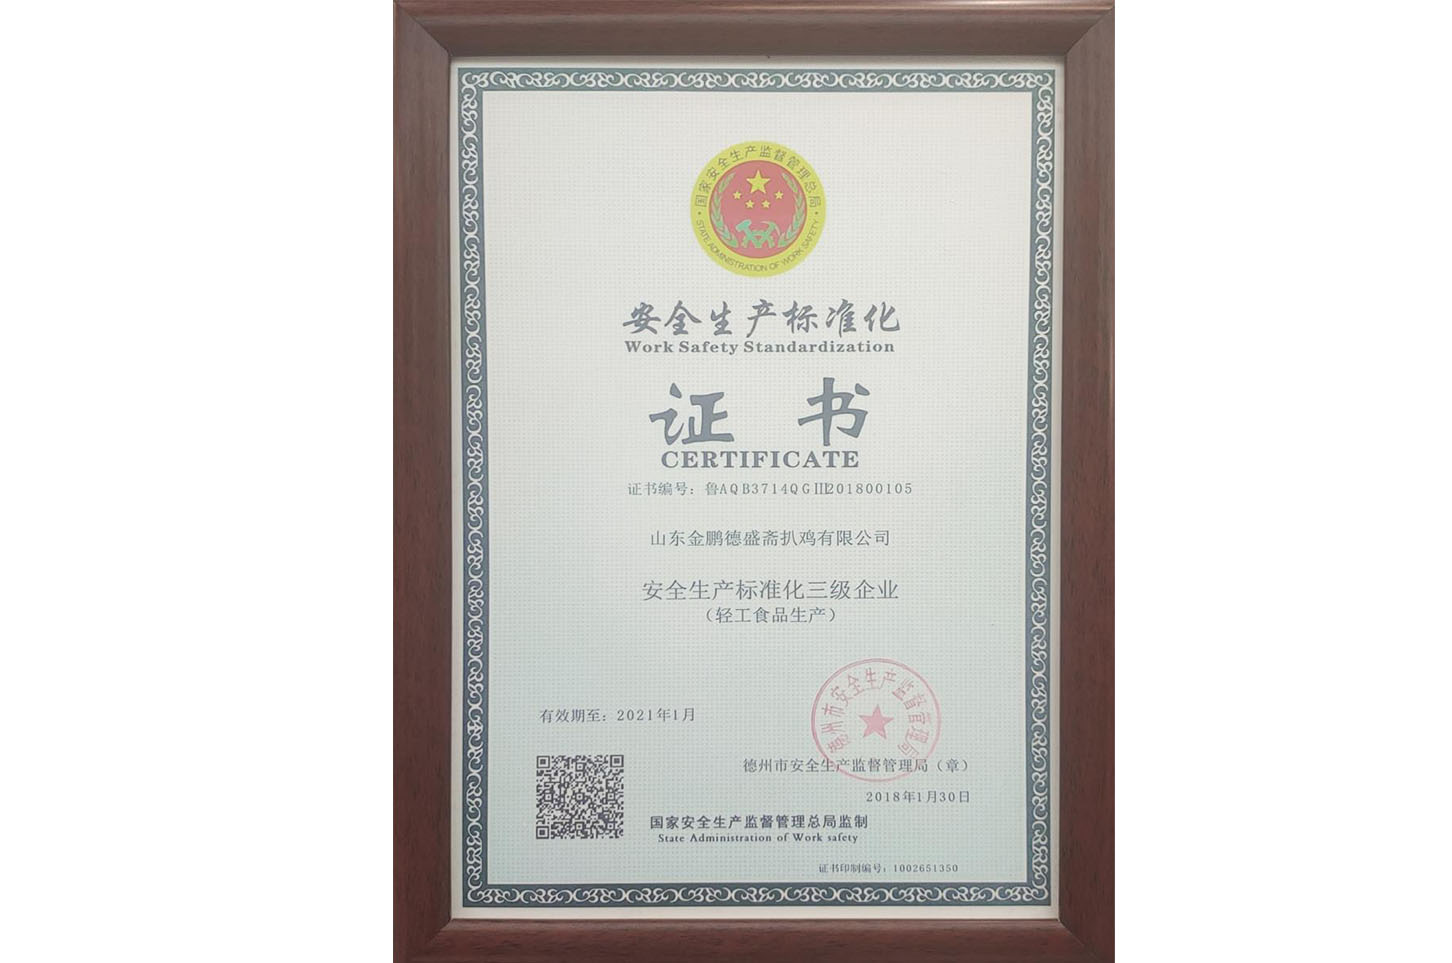 国家安全生产监督管理总局
STATE ADMINISTRATION OF WORK SAFETY
安全生产标准化
Work Safety Standardization
证 书
CERTIFICATE
证书编号：鲁AQB3714QGⅢ201800105
山东金鹏德盛斋扒鸡有限公司
安全生产标准化三级企业
（轻工食品生产）
有效期至：2021年1月
德州市安全生产监督管理局
德州市安全生产监督管理局（章）
2018年1月30日
国家安全生产监督管理总局监制
State Administration of Work safety
证书印制编号：1002651350